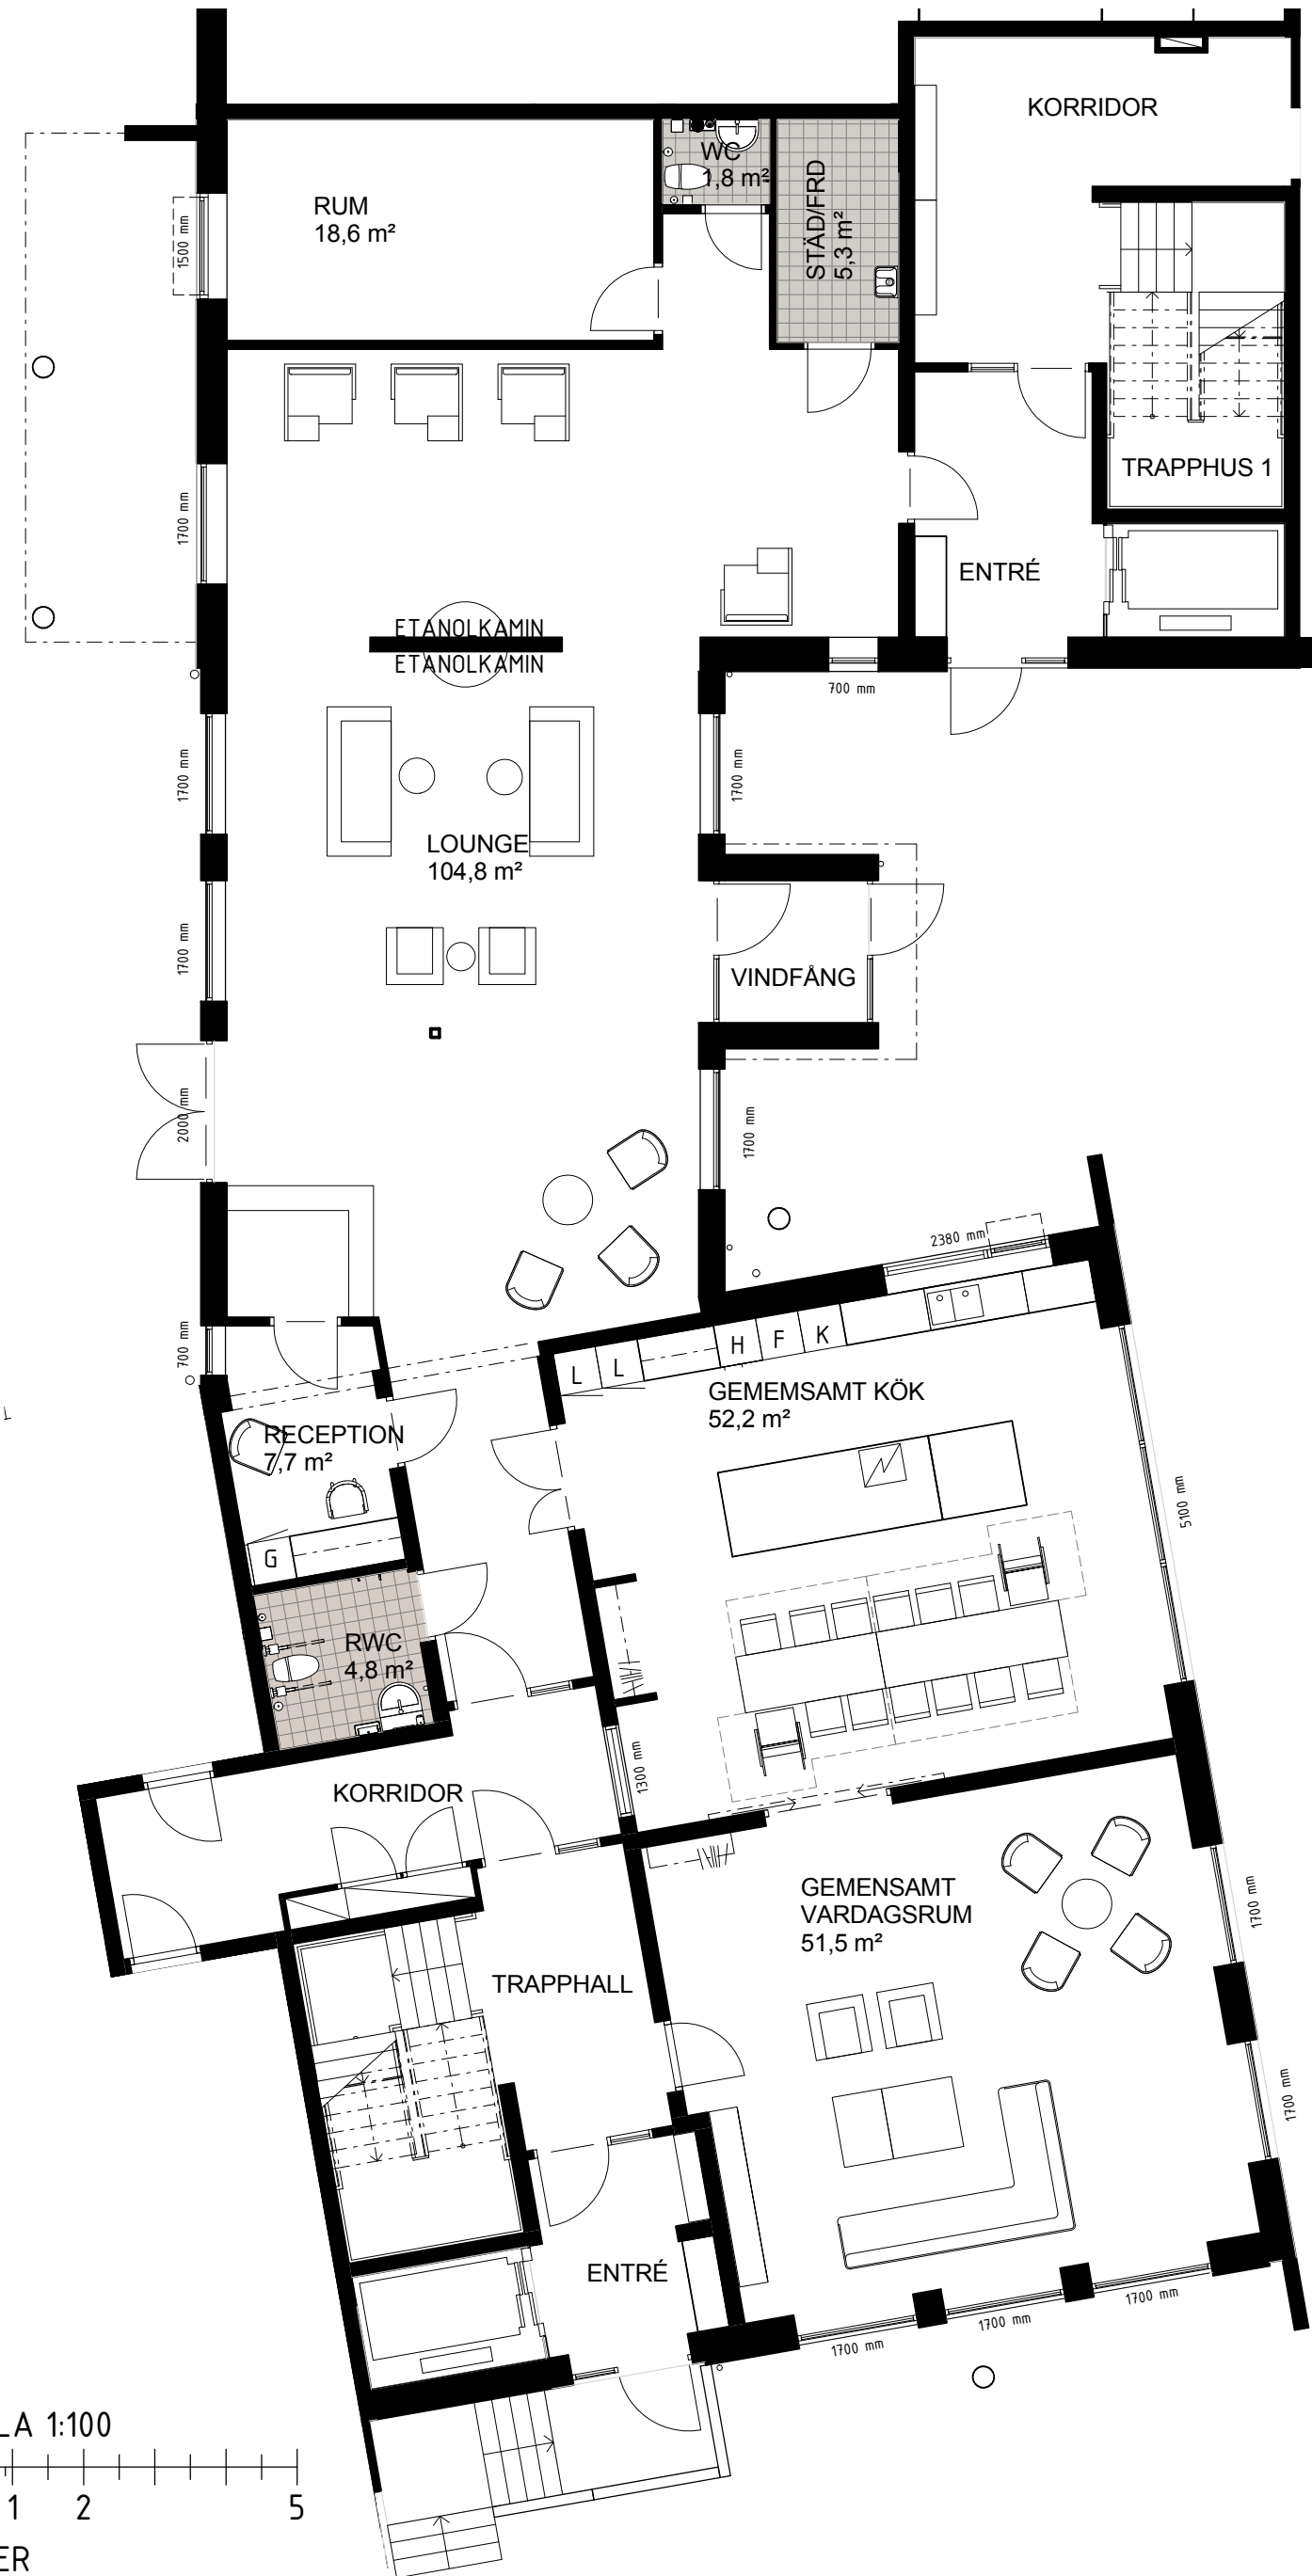 KORRIDOR
WC
1,8 m²
STÄD/FRD
5,3 m²
RUM
18,6 m²
1500 mm
TRAPPHUS 1
1700 mm
ENTRÉ
ETANOLKAMIN
ETANOLKAMIN
700 mm
1700 mm
1700 mm
LOUNGE
104,8 m²
1700 mm
VINDFÅNG
2000 mm
1700 mm
2380 mm
700 mm
L
L
H
F
K
GEMEMSAMT KÖK
52,2 m²
RECEPTION
7,7 m²
5100 mm
G
RWC
4,8 m²
1300 mm
KORRIDOR
GEMENSAMT
VARDAGSRUM
51,5 m²
1700 mm
TRAPPHALL
1700 mm
ENTRÉ
1700 mm
1700 mm
1700 mm
LA 1:100
1 2 5
ER